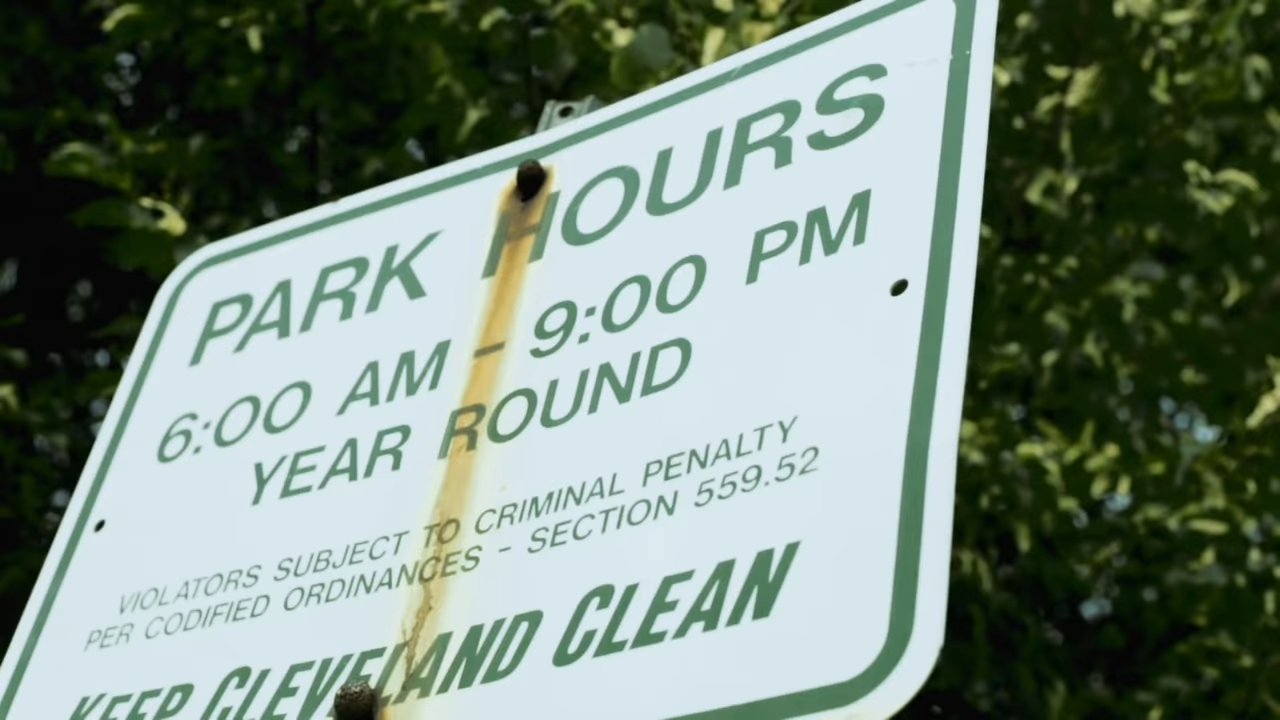 PARK HOURS
6:00 AM - 9:00 PM
YEAR ROUND
VIOLATORS SUBJECT TO CRIMINAL PENALTY
PER CODIFIED ORDINANCES - SECTION 559.52
KEEP CLEVELAND CLEAN